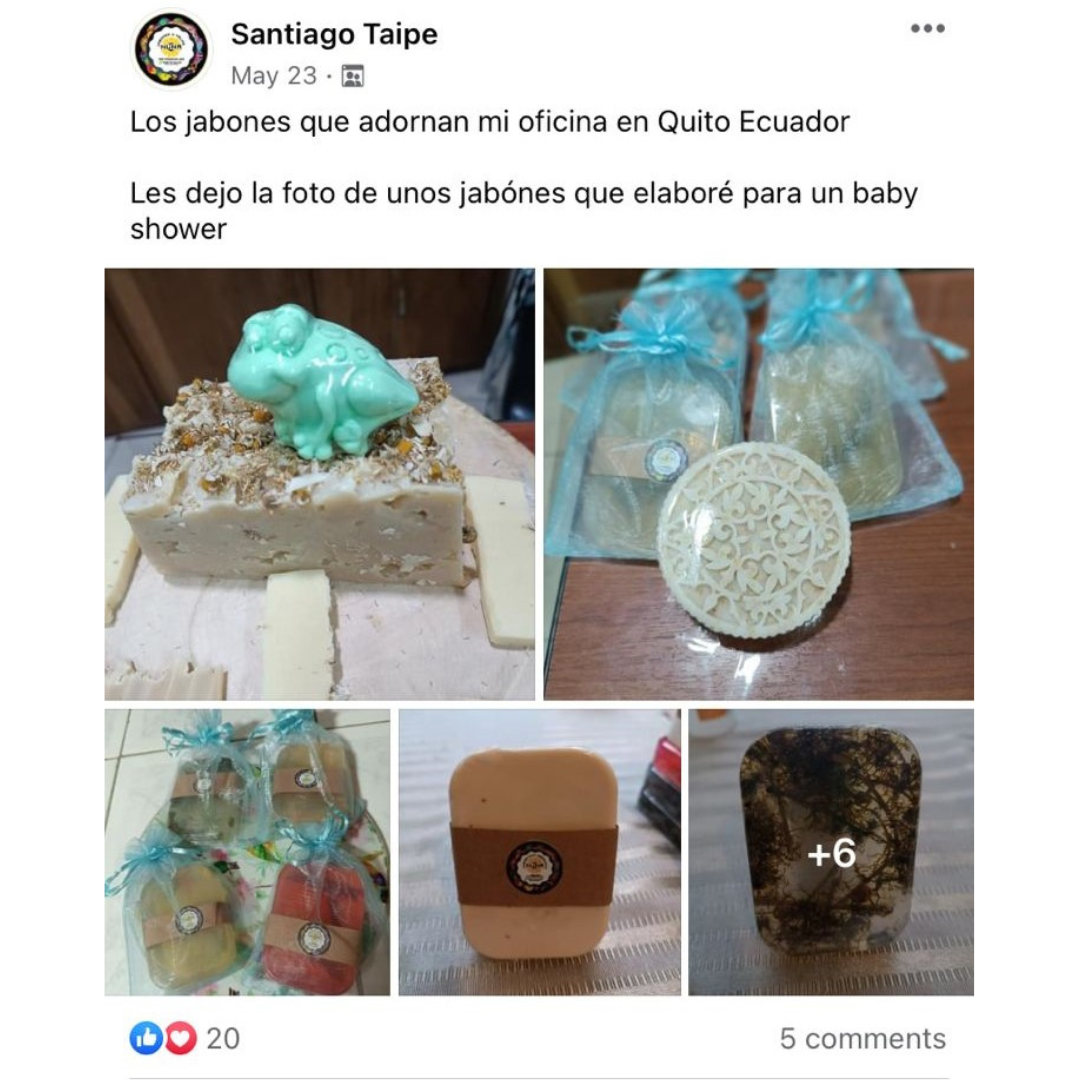 Santiago Taipe
May 23 ·
Los jabones que adornan mi oficina en Quito Ecuador
Les dejo la foto de unos jabónes que elaboré para un baby
shower
+6
20
5 comments